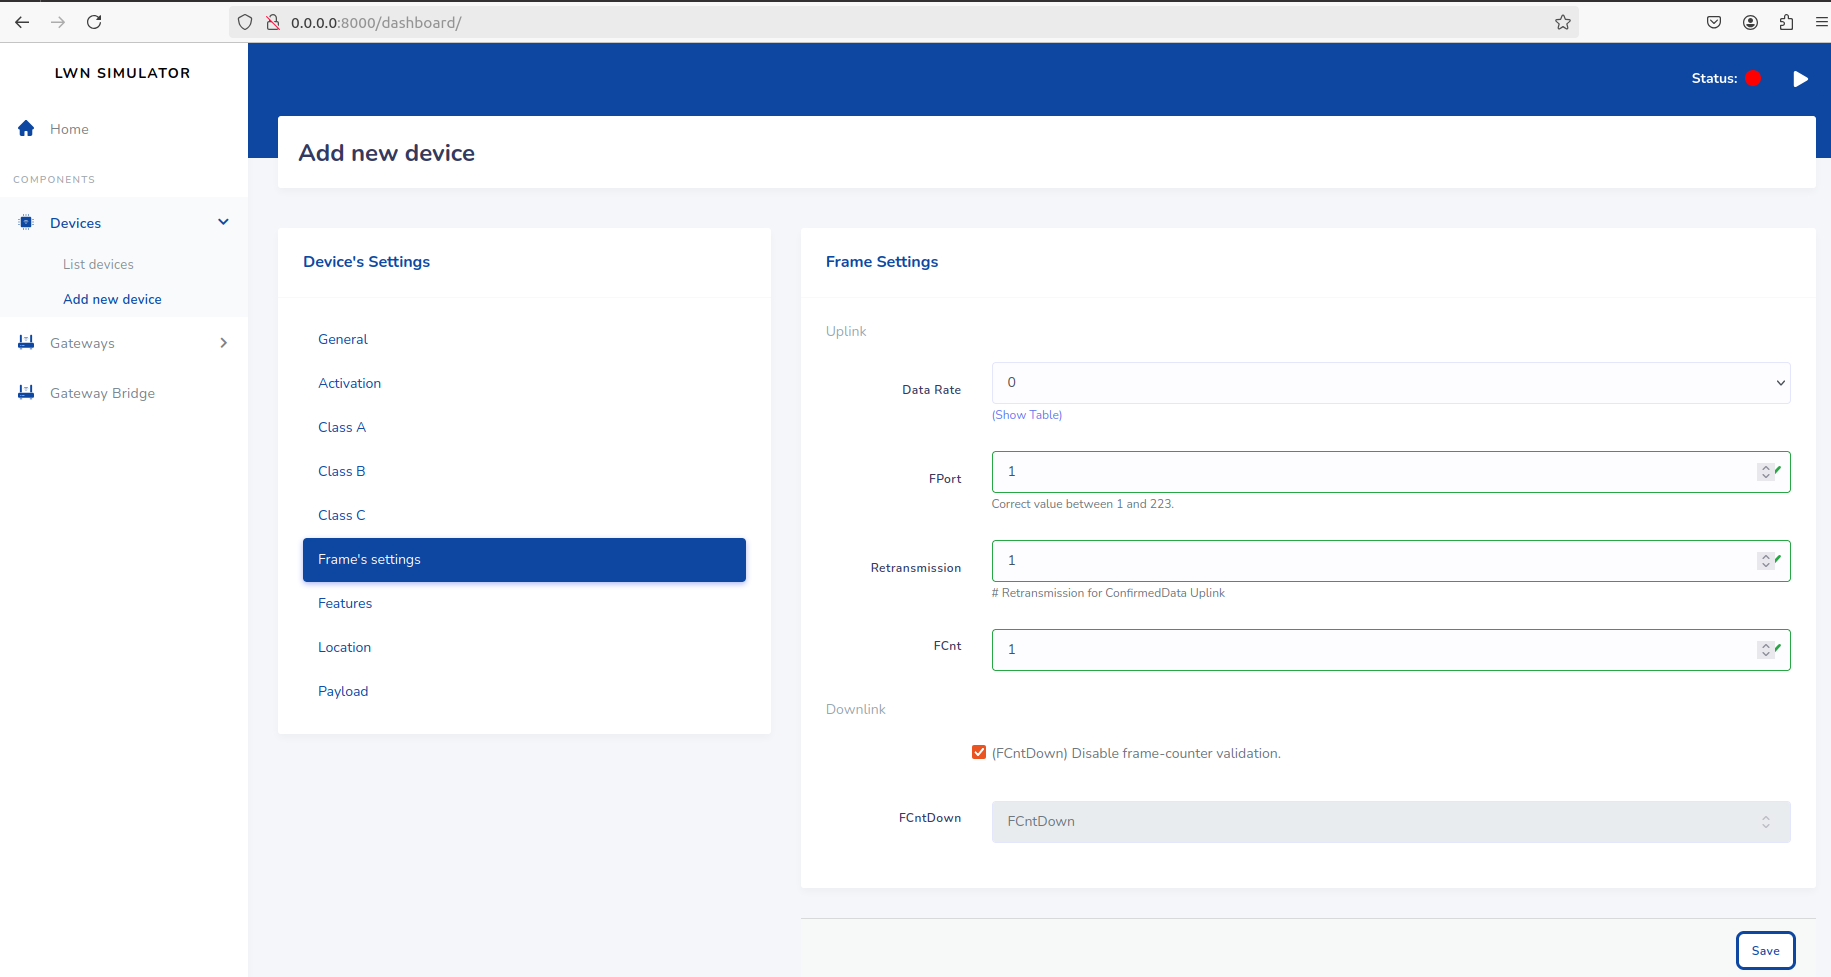 0.0.0.0:8000/dashboard/
LWN SIMULATOR
Status:
Home
Add new device
COMPONENTS
Devices
List devices
Add new device
Gateways
Gateway Bridge
Device's Settings
General
Activation
Class A
Class B
Class C
Frame's settings
Features
Location
Payload
Frame Settings
Uplink
Data Rate
0
(Show Table)
FPort
1
Correct value between 1 and 223.
Retransmission
1
# Retransmission for ConfirmedData Uplink
FCnt
1
Downlink
(FCntDown) Disable frame-counter validation.
FCntDown
FCntDown
Save